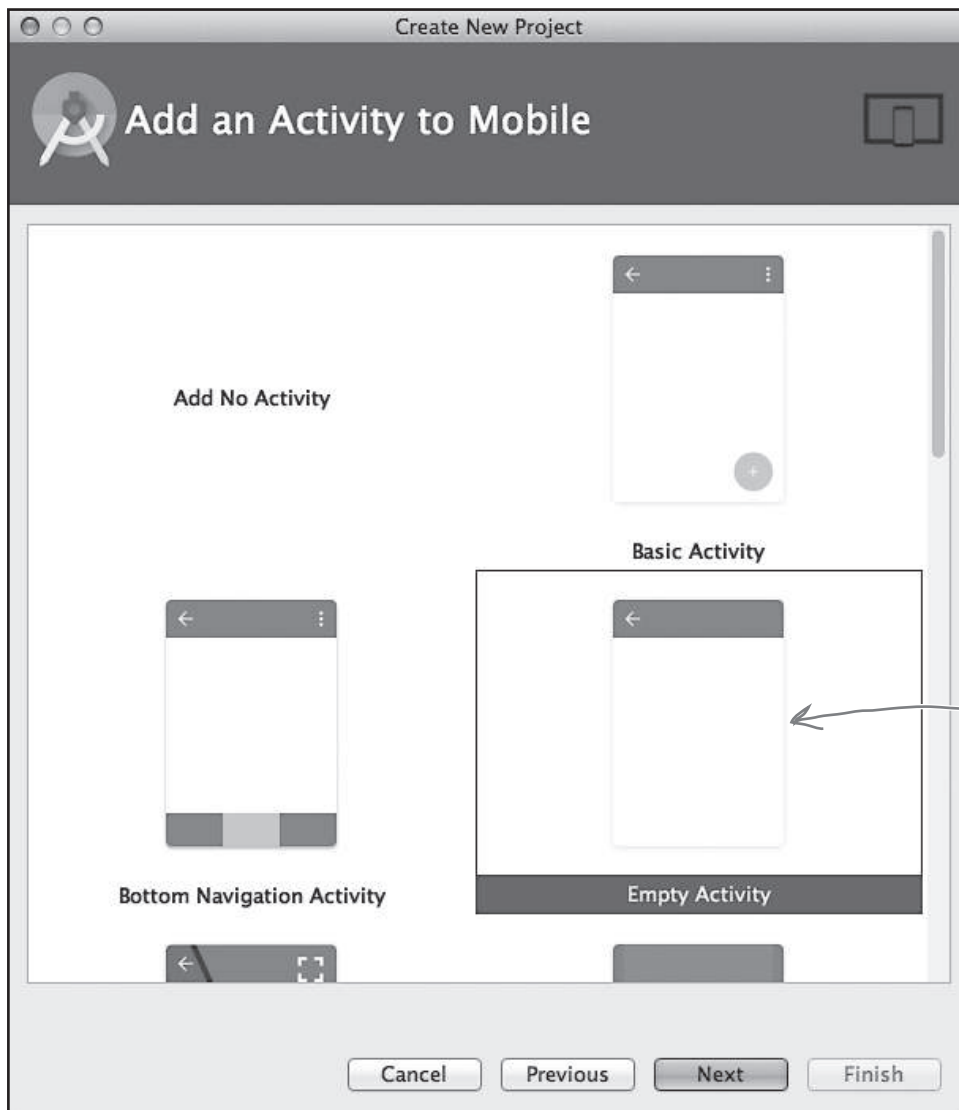 Create New Project
Add an Activity to Mobile
Add No Activity
Basic Activity
Bottom Navigation Activity
Empty Activity
Cancel
Previous
Next
Finish